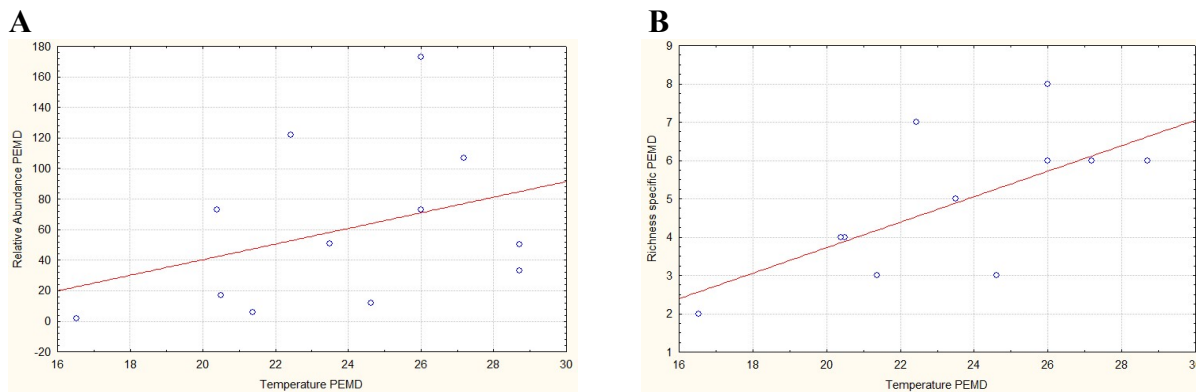 A
B
180
160
140
120
100
80
60
40
20
0
-20
Relative Abundance PEMD
16 18 20 22 24 26 28 30
Temperature PEMD
9
8
7
6
5
4
3
2
1
Richness specific PEMD
16 18 20 22 24 26 28 3
Temperature PEMD